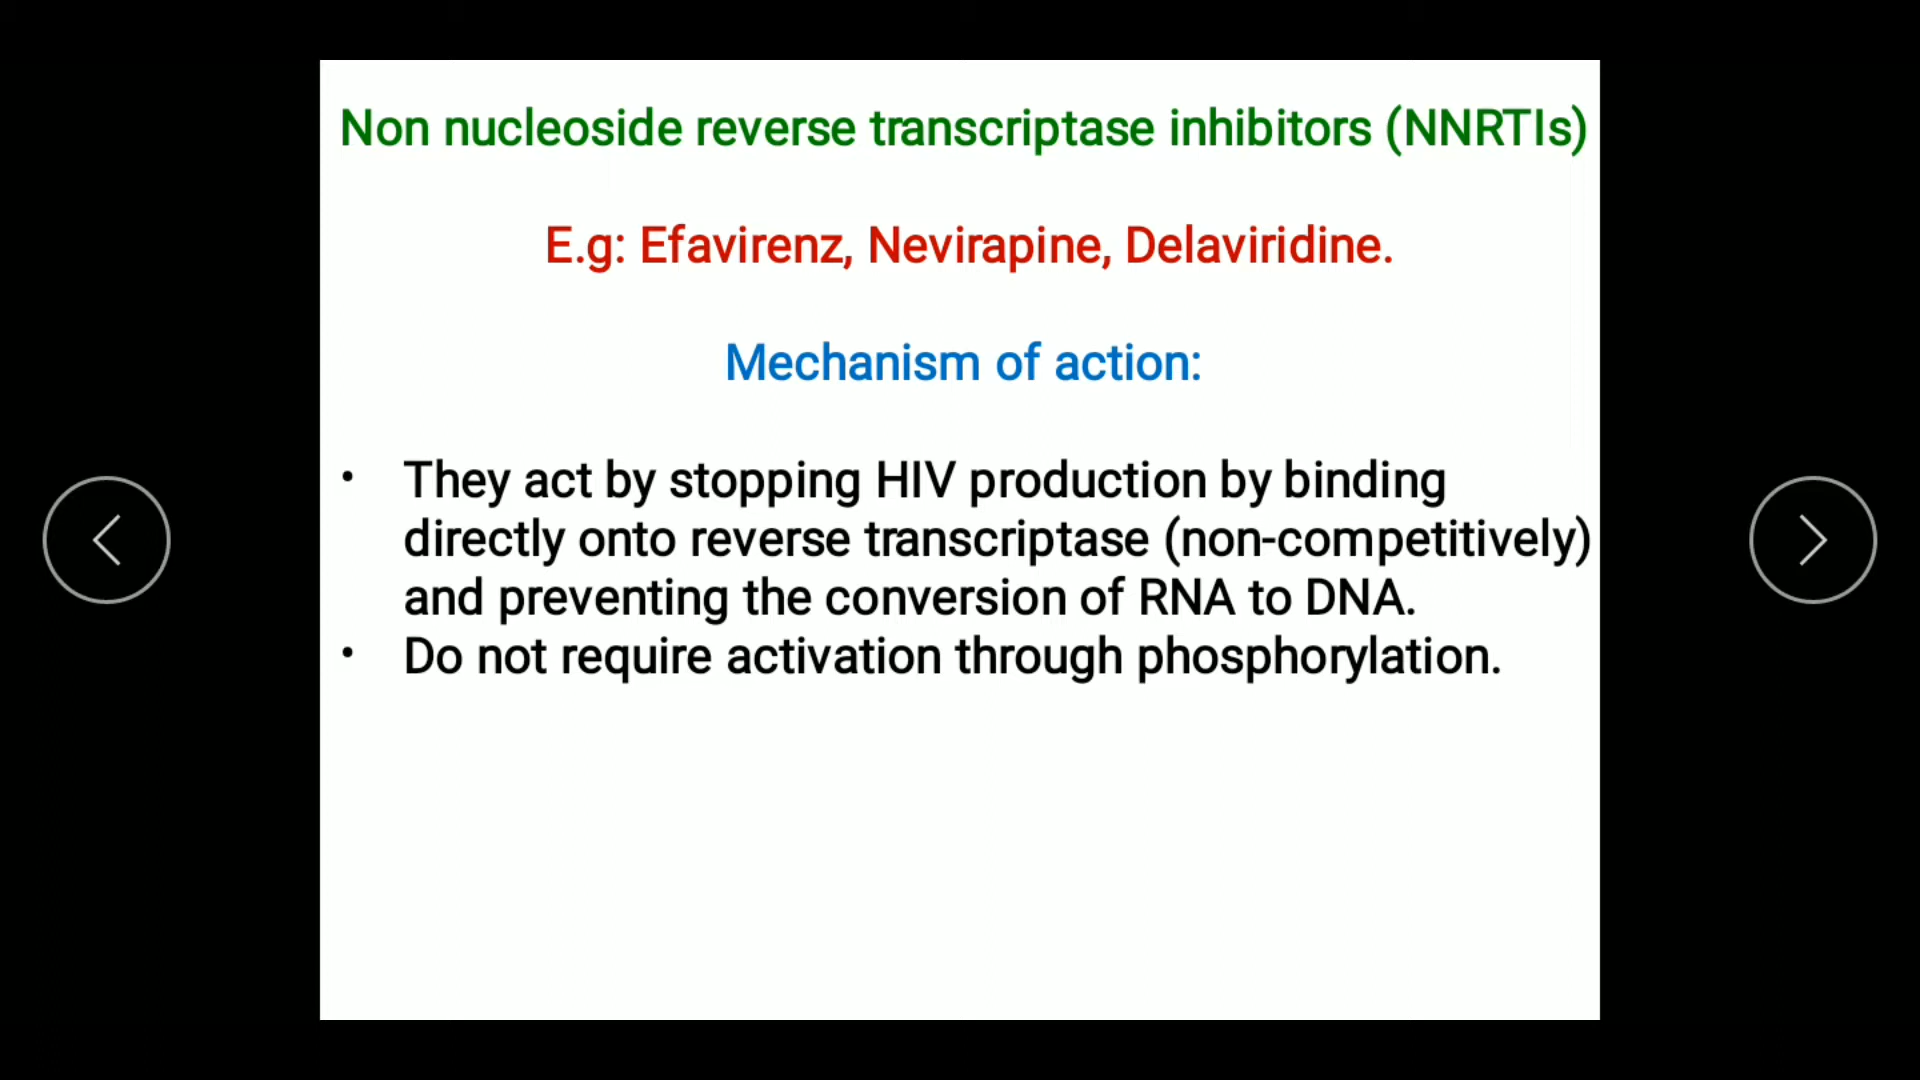 Non nucleoside reverse transcriptase inhibitors (NNRTIs)
E.g: Efavirenz, Nevirapine, Delaviridine.
Mechanism of action:
• They act by stopping HIV production by binding
directly onto reverse transcriptase (non-competitively)
and preventing the conversion of RNA to DNA.
• Do not require activation through phosphorylation.